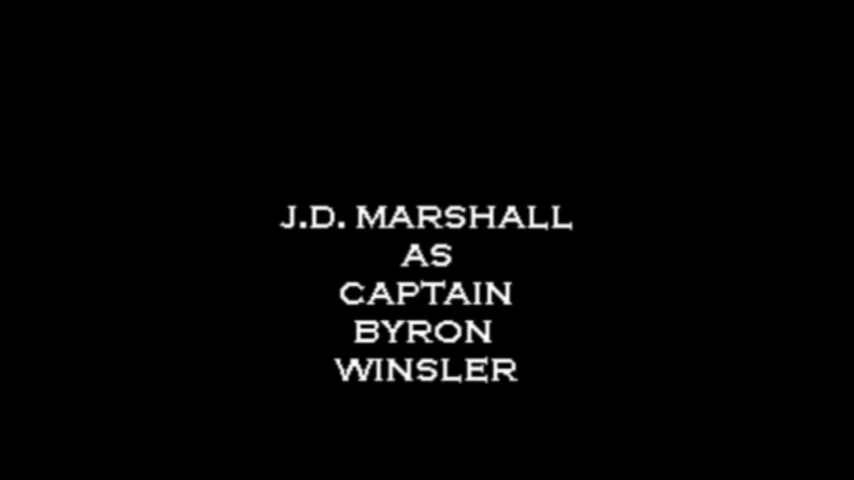 J.D. MARSHALL
AS
CAPTAIN
BYRON
WINSLER